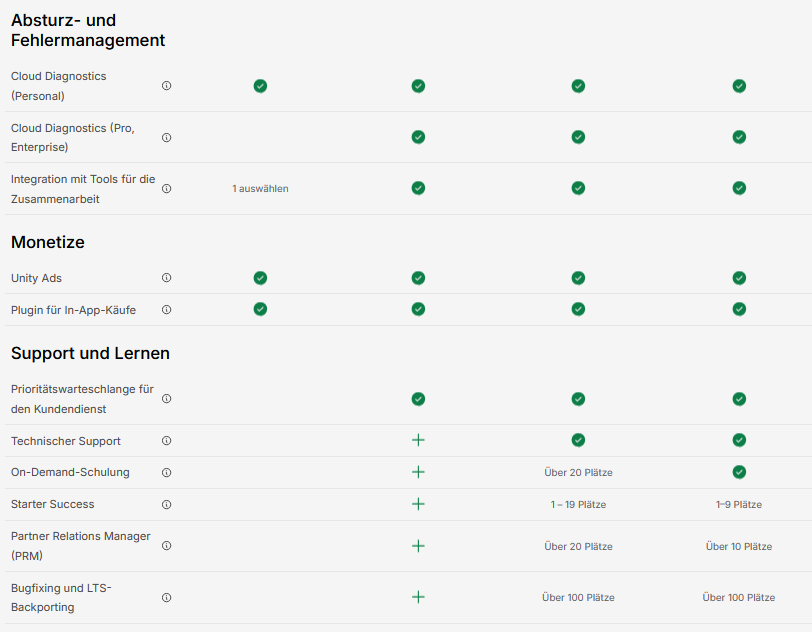 Absturz- und
Fehlermanagement
Cloud Diagnostics
(Personal)
Cloud Diagnostics (Pro,
Enterprise)
Integration mit Tools für die
Zusammenarbeit
1 auswählen
Monetize
Unity Ads
Plugin für In-App-Käufe
Support und Lernen
Prioritätswarteschlange für
den Kundendienst
Technischer Support
On-Demand-Schulung
Über 20 Plätze
Starter Success
1 – 19 Plätze
1–9 Plätze
Partner Relations Manager
(PRM)
Über 20 Plätze
Über 10 Plätze
Bugfixing und LTS-
Backporting
Über 100 Plätze
Über 100 Plätze